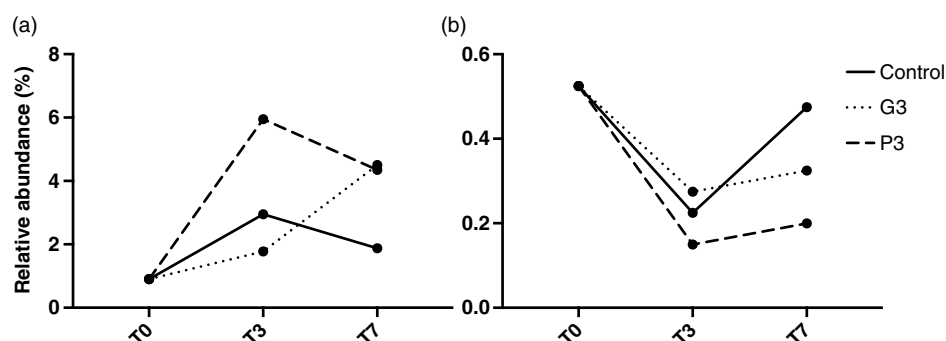 (a)
Relative abundance (%)
8
6
4
2
0
T0
T3
T7
(b)
0.6
0.4
0.2
0.0
T0
T3
T7
Control
G3
P3